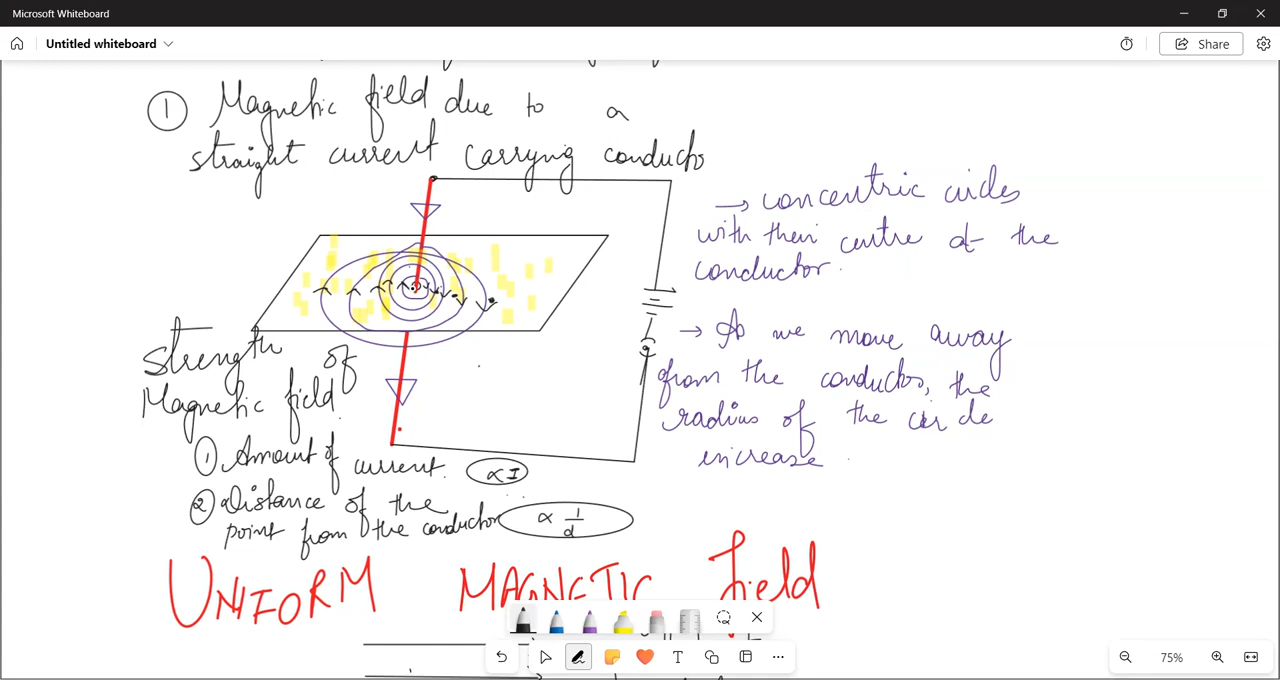 Microsoft Whiteboard
Untitled whiteboard
Share
① Magnetic field due to a
straight current carrying conductor
→ concentric circles
with their centre at the
conductor.
→ As we move away
from the conductor, the
radius of the circle
increase
Strength of
Magnetic field.
① Amount of current. ∝ I
② Distance of the
point from the conductor ∝ 1/d
UNIFORM MAGNETIC field
75%